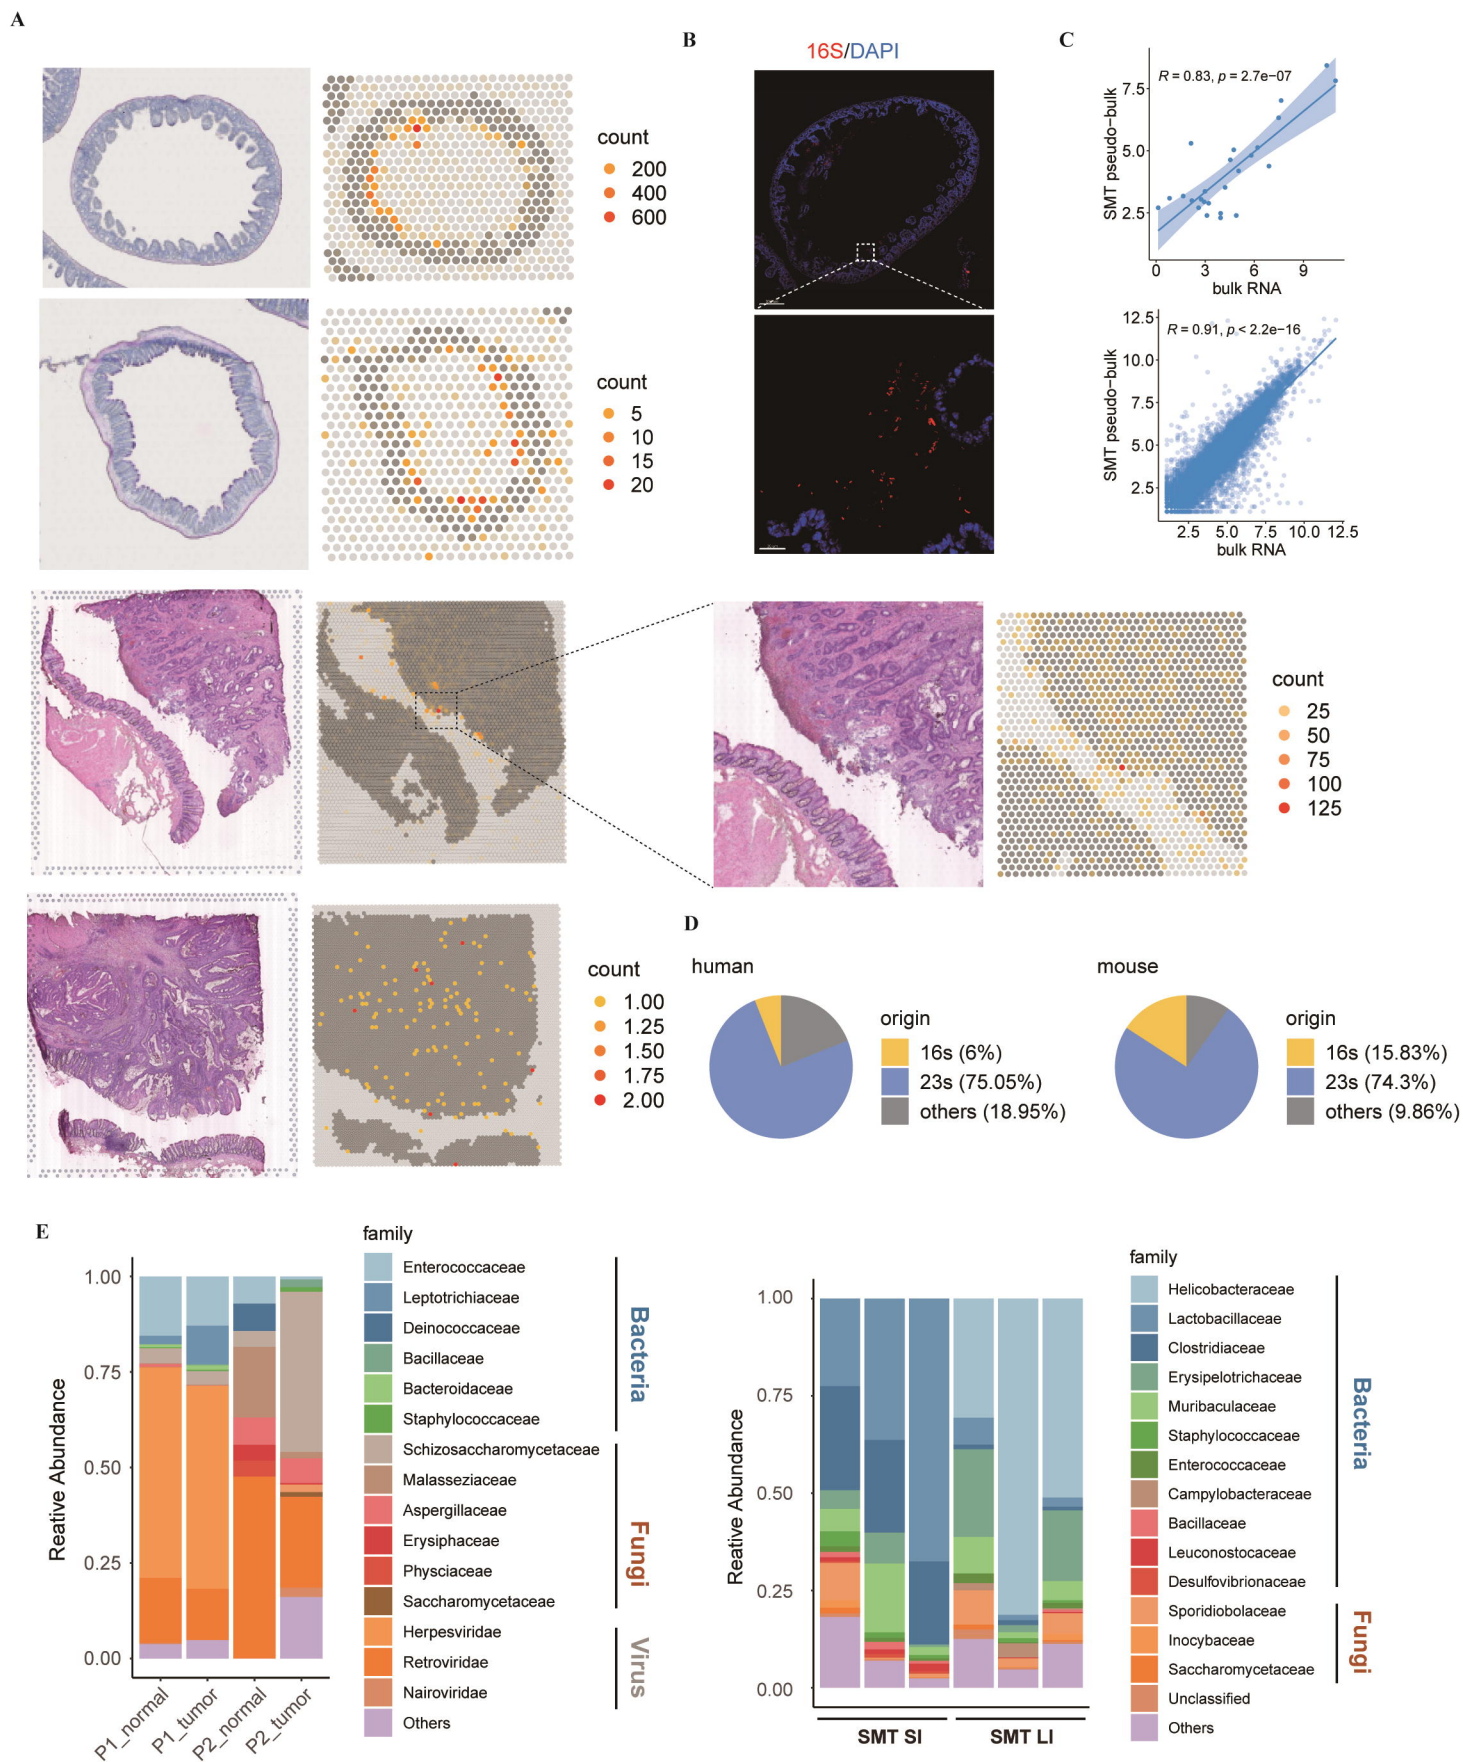 A
count
200
400
600
count
5
10
15
20
B
16S/DAPI
C
R = 0.83, p = 2.7e−07
7.5
5.0
2.5
SMT pseudo−bulk
0 3 6 9
bulk RNA
R = 0.91, p < 2.2e−16
12.5
10.0
7.5
5.0
2.5
SMT pseudo−bulk
2.5 5.0 7.5 10.0 12.5
bulk RNA
count
25
50
75
100
125
count
1.00
1.25
1.50
1.75
2.00
D
human
origin
16s (6%)
23s (75.05%)
others (18.95%)
mouse
origin
16s (15.83%)
23s (74.3%)
others (9.86%)
E
Reative Abundance
1.00
0.75
0.50
0.25
0.00
P1_normal
P1_tumor
P2_normal
P2_tumor
family
Enterococcaceae
Leptotrichiaceae
Deinococcaceae
Bacillaceae
Bacteroidaceae
Staphylococcaceae
Schizosaccharomycetaceae
Malasseziaceae
Aspergillaceae
Erysiphaceae
Physciaceae
Saccharomycetaceae
Herpesviridae
Retroviridae
Nairoviridae
Others
Bacteria
Fungi
Virus
Reative Abundance
1.00
0.75
0.50
0.25
0.00
SMT SI
SMT LI
family
Helicobacteraceae
Lactobacillaceae
Clostridiaceae
Erysipelotrichaceae
Muribaculaceae
Staphylococcaceae
Enterococcaceae
Campylobacteraceae
Bacillaceae
Leuconostocaceae
Desulfovibrionaceae
Sporidiobolaceae
Inocybaceae
Saccharomycetaceae
Unclassified
Others
Bacteria
Fungi